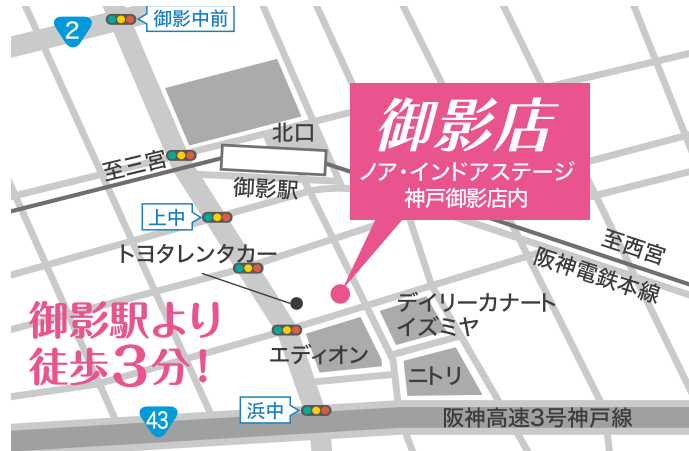 2
御影中前
北口
御影店
ノア・インドアステージ
神戸御影店内
至三宮
御影駅
上中
トヨタレンタカー
至西宮
阪神電鉄本線
御影駅より
徒歩3分!
デイリーカナート
イズミヤ
エディオン
ニトリ
浜中
43
阪神高速3号神戸線